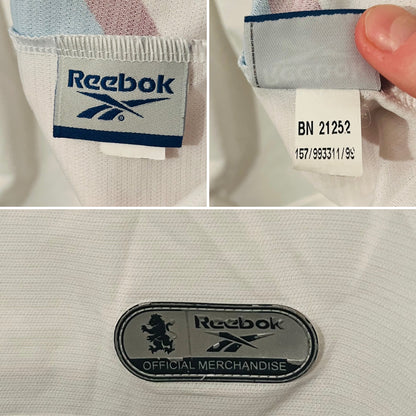 Reebok
®
BN 21252
157/993311/99
Reebok
OFFICIAL MERCHANDISE